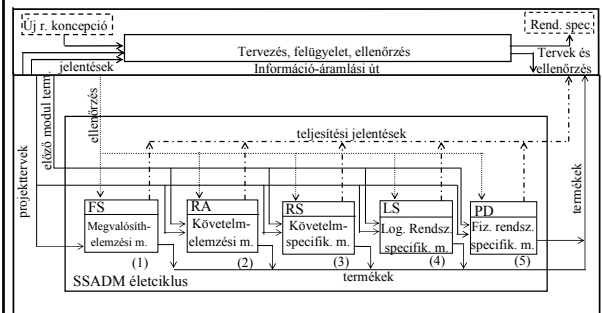 Új r. koncepció
Rend. spec.
Tervezés, felügyelet, ellenőrzés
jelentések
Információ-áramlási út
Tervek és
ellenőrzés
projekttervek
előző modul term.
ellenőrzés
teljesítési jelentések
termékek
FS
Megvalósíth-
elemzési m.
(1)
RA
Követelm-
elemzési m.
(2)
RS
Követelm-
specifik. m.
(3)
LS
Log. Rendsz.
specifik. m.
(4)
PD
Fiz. rendsz.
specifik. m.
(5)
termékek
SSADM életciklus